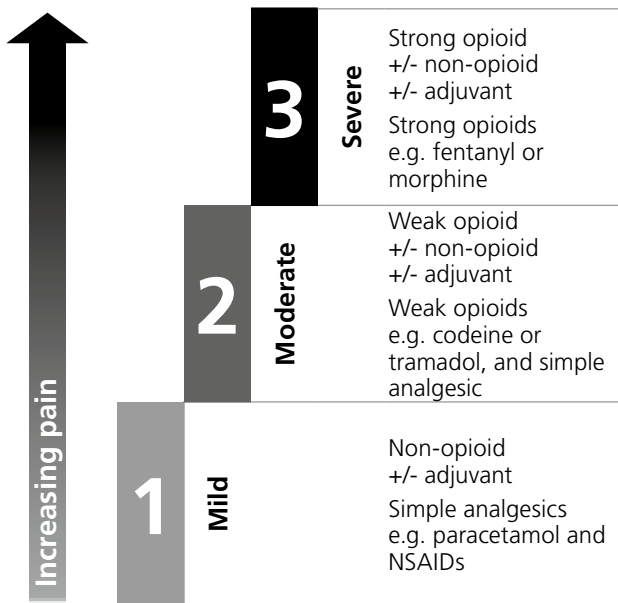 Increasing pain
3
Severe
Strong opioid
+/- non-opioid
+/- adjuvant
Strong opioids
e.g. fentanyl or
morphine
2
Moderate
Weak opioid
+/- non-opioid
+/- adjuvant
Weak opioids
e.g. codeine or
tramadol, and simple
analgesic
1
Mild
Non-opioid
+/- adjuvant
Simple analgesics
e.g. paracetamol and
NSAIDs